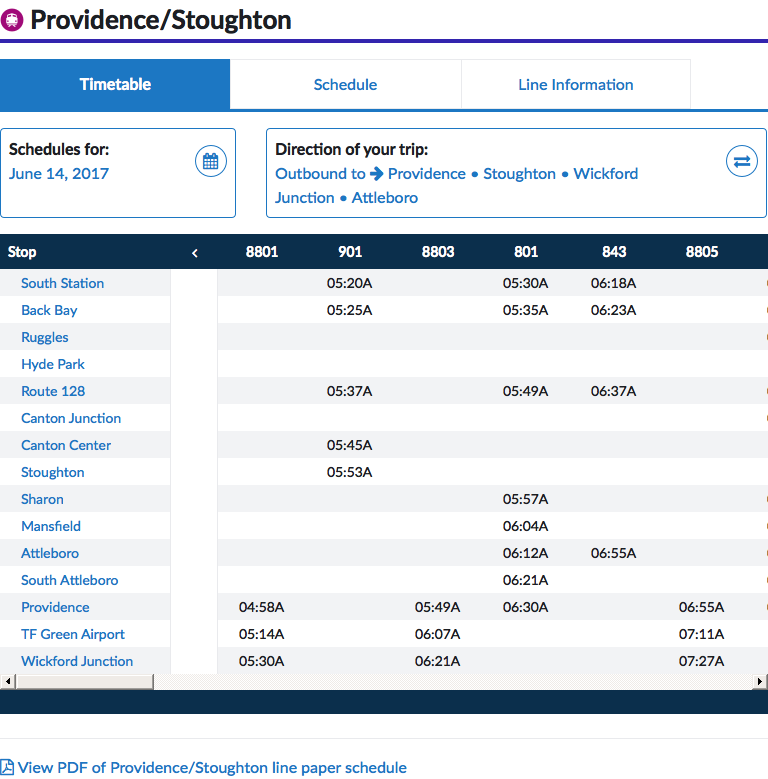 Providence/Stoughton
Timetable Schedule Line Information
Schedules for:
June 14, 2017
Direction of your trip:
Outbound to Providence • Stoughton • Wickford
Junction • Attleboro
Stop 8801 901 8803 801 843 8805
South Station 05:20A 05:30A 06:18A
Back Bay 05:25A 05:35A 06:23A
Ruggles
Hyde Park
Route 128 05:37A 05:49A 06:37A
Canton Junction
Canton Center 05:45A
Stoughton 05:53A
Sharon 05:57A
Mansfield 06:04A
Attleboro 06:12A 06:55A
South Attleboro 06:21A
Providence 04:58A 05:49A 06:30A 06:55A
TF Green Airport 05:14A 06:07A 07:11A
Wickford Junction 05:30A 06:21A 07:27A
View PDF of Providence/Stoughton line paper schedule